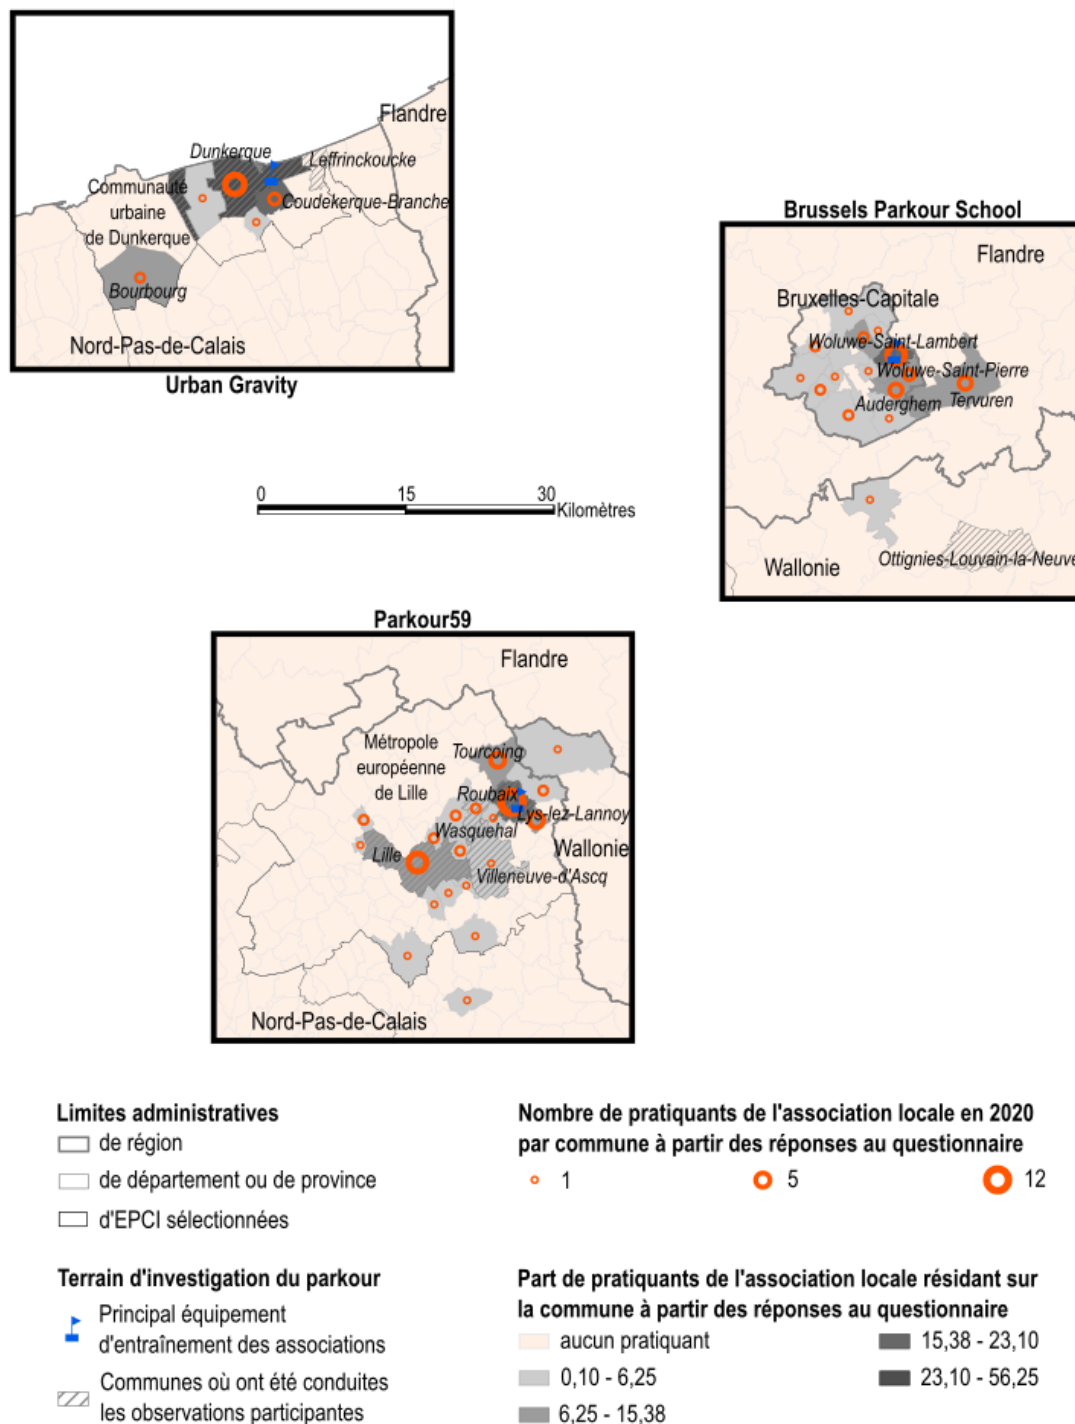 Flandre
Dunkerque
Leffrinckoucke
Communauté
urbaine
de Dunkerque
Coudekerque-Branche
Bourbourg
Nord-Pas-de-Calais
Urban Gravity
Brussels Parkour School
Flandre
Bruxelles-Capitale
Woluwe-Saint-Lambert
Woluwe-Saint-Pierre
Auderghem
Tervuren
Ottignies-Louvain-la-Neuve
Wallonie
0 15 30
Kilomètres
Parkour59
Flandre
Métropole
européenne
de Lille
Tourcoing
Roubaix
Lys-lez-Lannoy
Wasquehal
Wallonie
Lille
Villeneuve-d'Ascq
Nord-Pas-de-Calais
Limites administratives
de région
de département ou de province
d'EPCI sélectionnées
Terrain d'investigation du parkour
Principal équipement
d'entraînement des associations
Communes où ont été conduites
les observations participantes
Nombre de pratiquants de l'association locale en 2020
par commune à partir des réponses au questionnaire
1 5 12
Part de pratiquants de l'association locale résidant sur
la commune à partir des réponses au questionnaire
aucun pratiquant
0,10 - 6,25
6,25 - 15,38
15,38 - 23,10
23,10 - 56,25